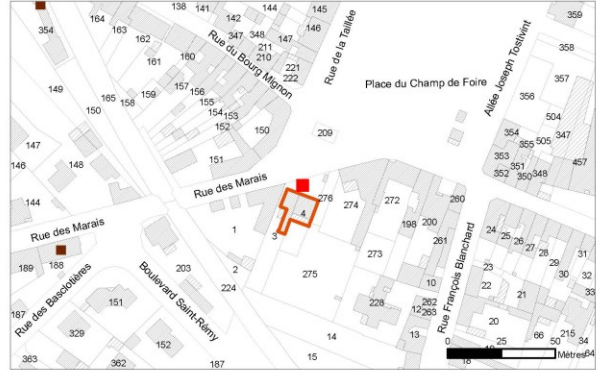 138 141 144 145
164 142 146 359
163 347 348 147
354 162 211 358
161 160 210
221
222
Rue du Bourg Mignon
Rue de la Taillée
Place du Champ de Foire
Allée Joseph Tostivint
149 165 159 157 357
150 158 156 356
155 504
154 153 209 354 505 347
152 150 355
147 353 351 457
146 148 151 352 350 348
Rue des Marais
144 276 274 272 260
4 198 200
1 3 261 24 25 26 27 31
Rue des Marais
28 29
189 188 203 2 273 23 30 32
275 10 22 33
Rue des Basclotières
Boulevard Saint-Rémy
224 228 262 21
Rue François Blanchard
151 12 263 20
187 329 14 13 66 215 34
152 0 25 50
363 362 187 15 18 Mètres